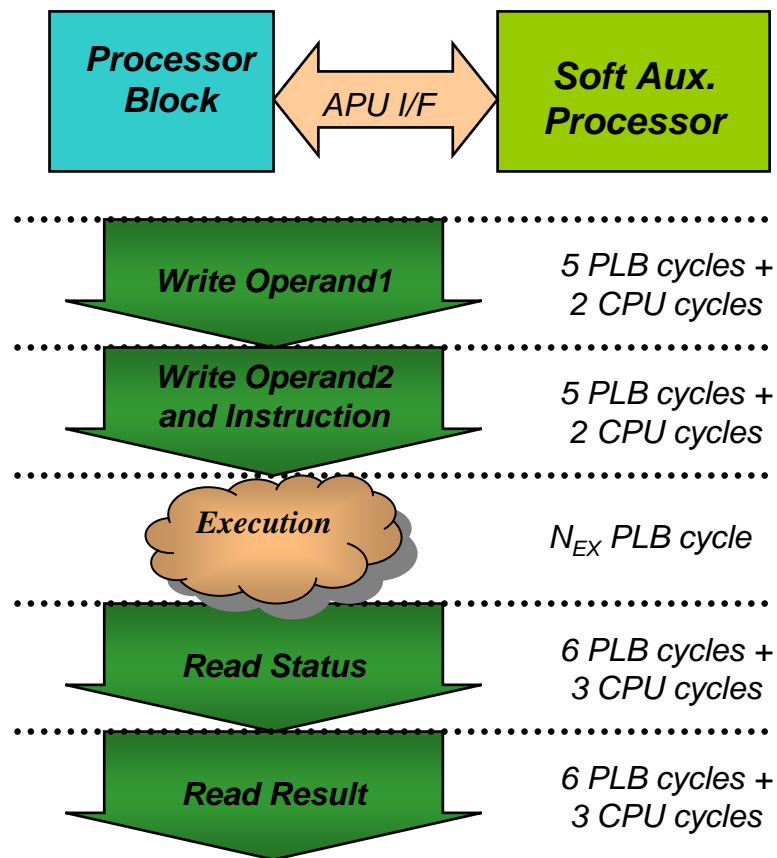 Processor
Block
APU I/F
Soft Aux.
Processor
Write Operand1
5 PLB cycles +
2 CPU cycles
Write Operand2
and Instruction
5 PLB cycles +
2 CPU cycles
Execution
N_EX PLB cycle
Read Status
6 PLB cycles +
3 CPU cycles
Read Result
6 PLB cycles +
3 CPU cycles